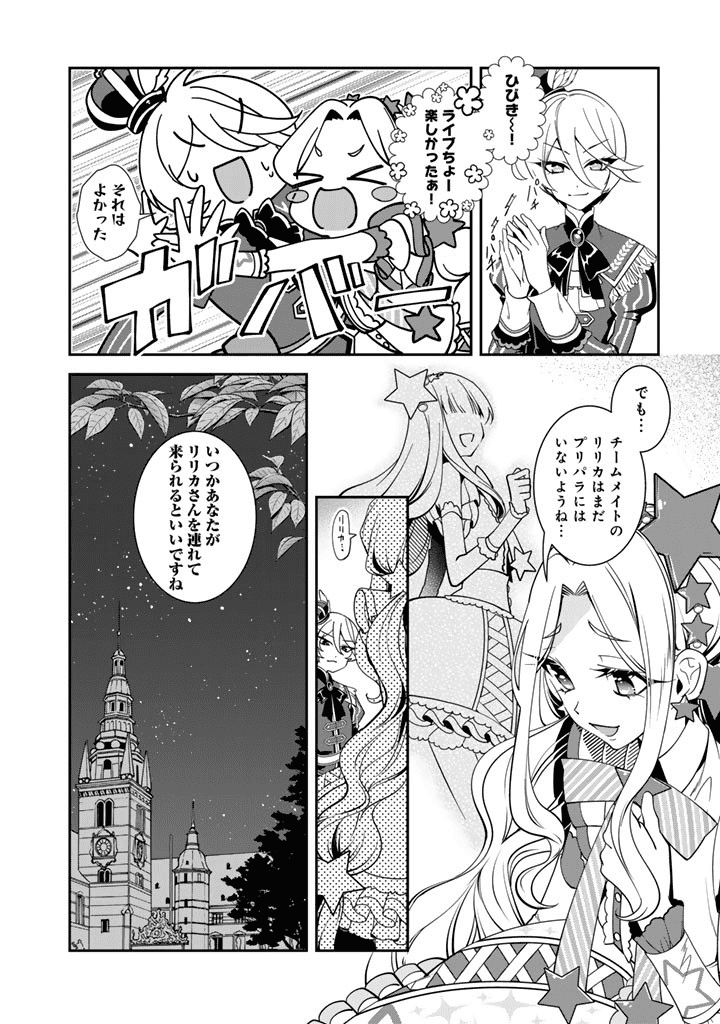 ひびき〜!
ライブちょー
楽しかったぁ!
ガバー
それは
よかった
でも…
チームメイトの
リリカはまだ
プリパラには
いないようね…
いつかあなたが
リリカさんを連れて
来られるといいですね